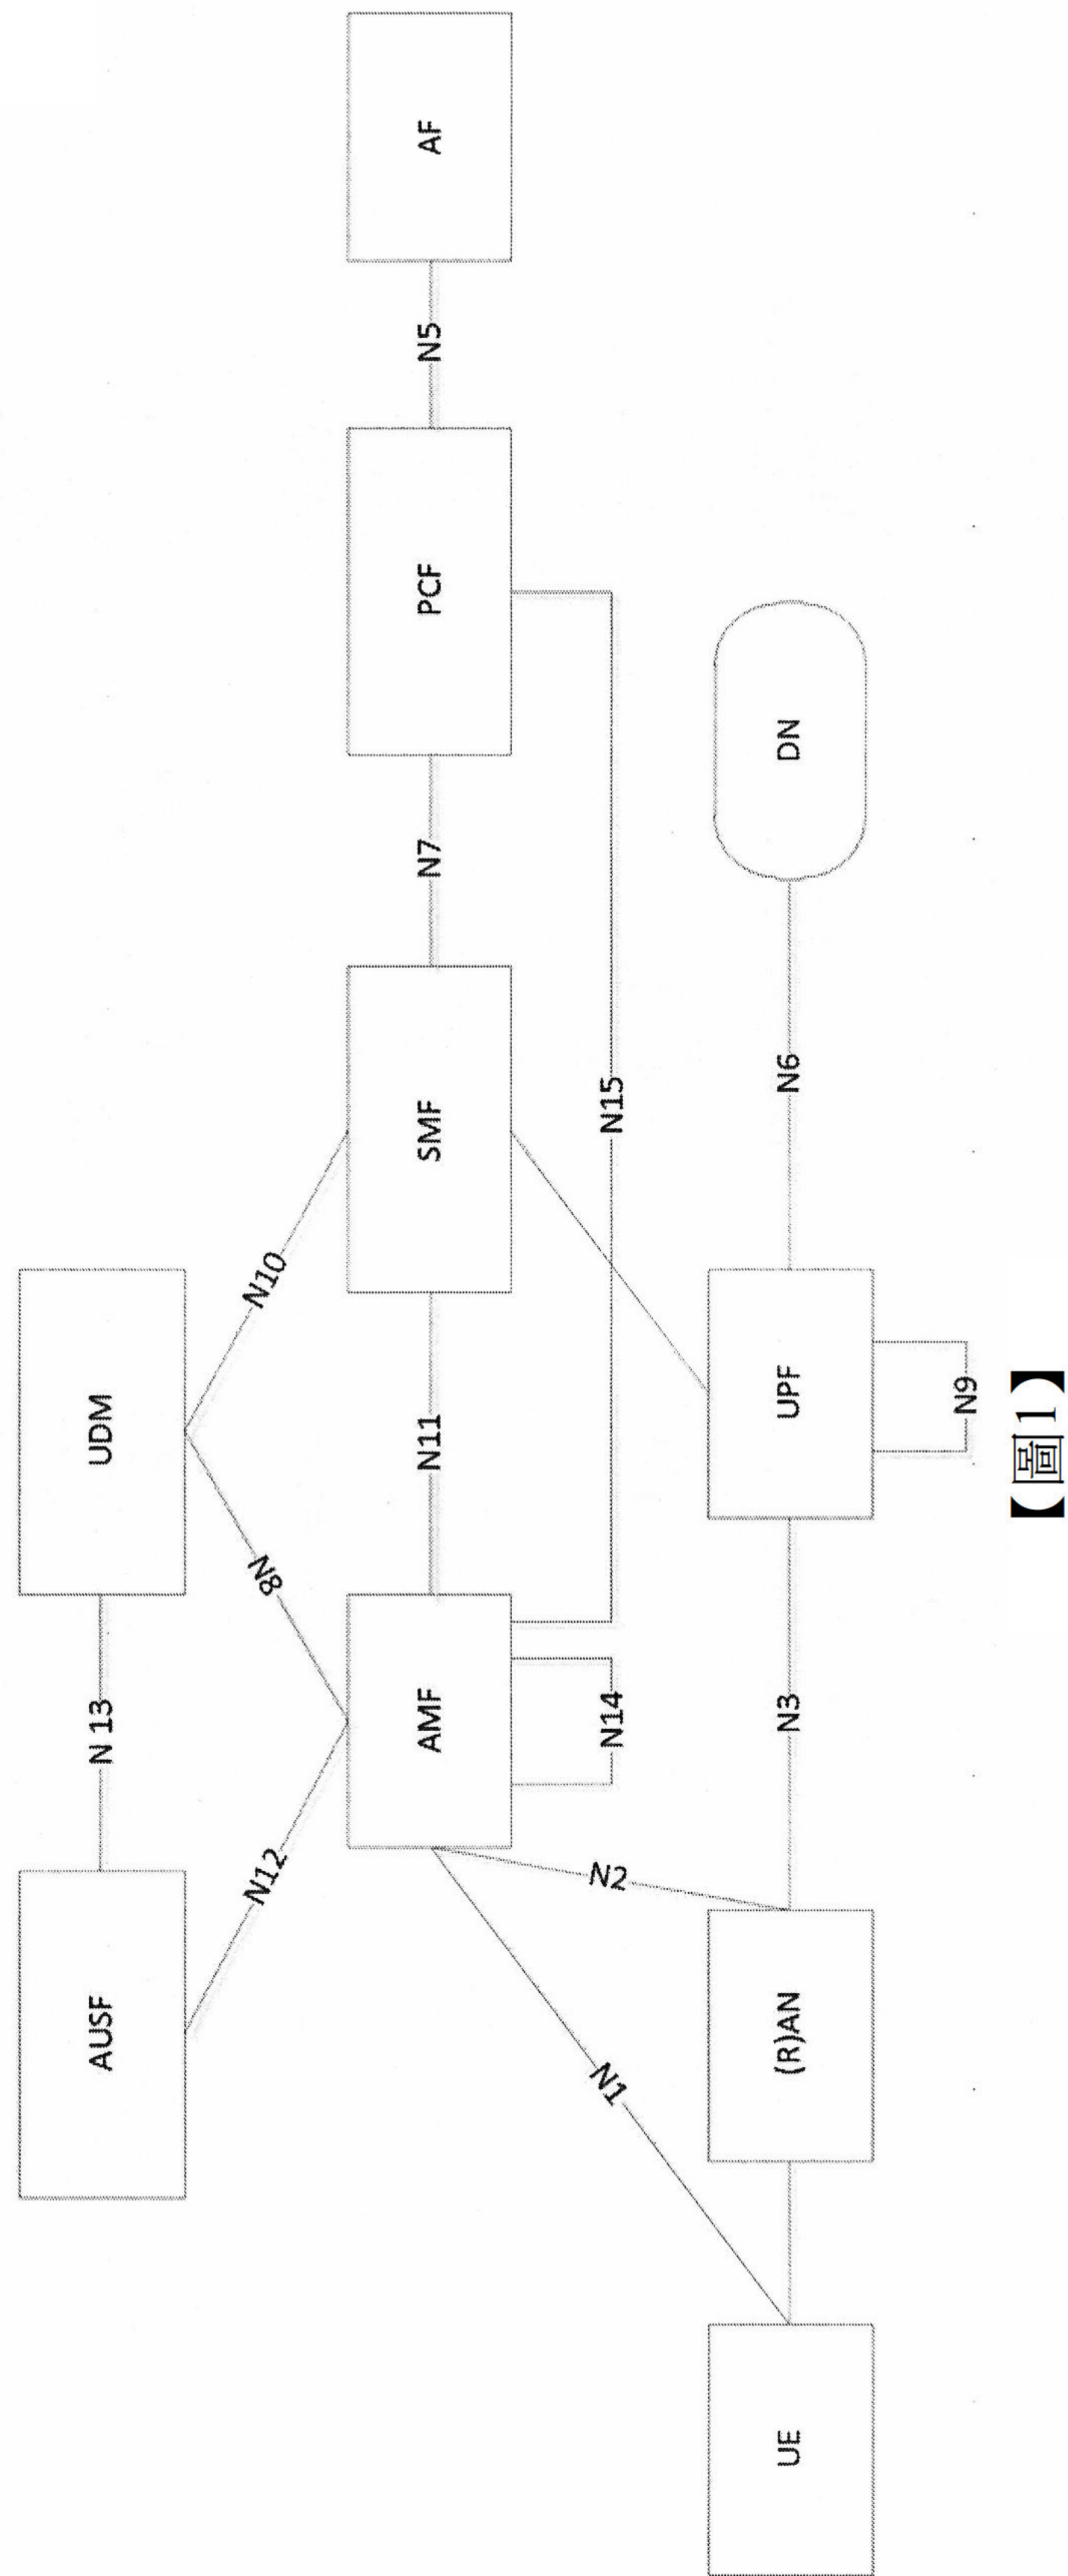 AUSF
N 13
UDM
N12
N8
N10
AMF
N11
SMF
N7
PCF
N5
AF
N14
N15
N1
N2
UE
(R)AN
N3
UPF
N6
DN
N9
【圖1】